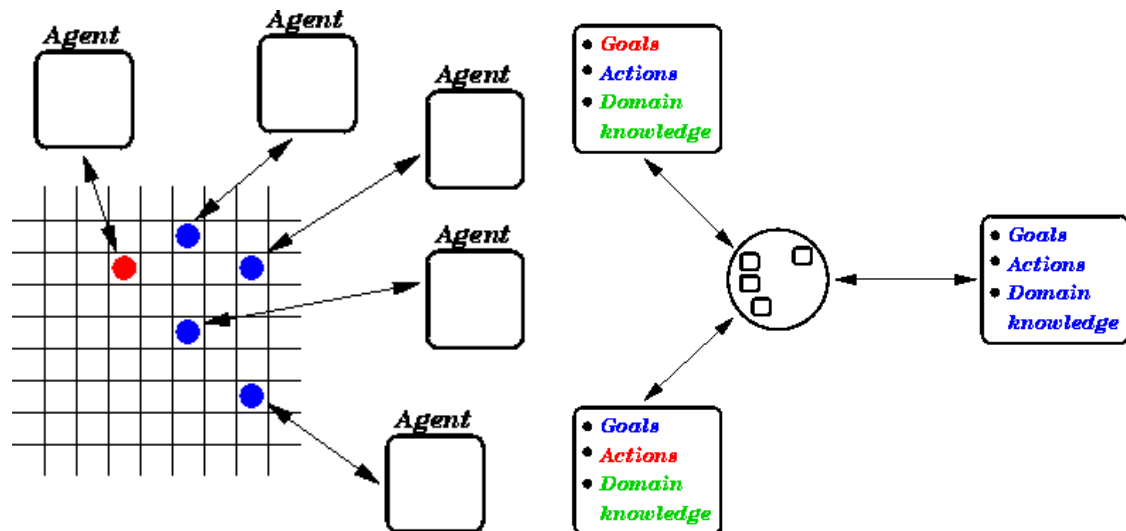 Agent
Agent
Agent
Agent
Agent
• Goals
• Actions
• Domain
knowledge
• Goals
• Actions
• Domain
knowledge
• Goals
• Actions
• Domain
knowledge